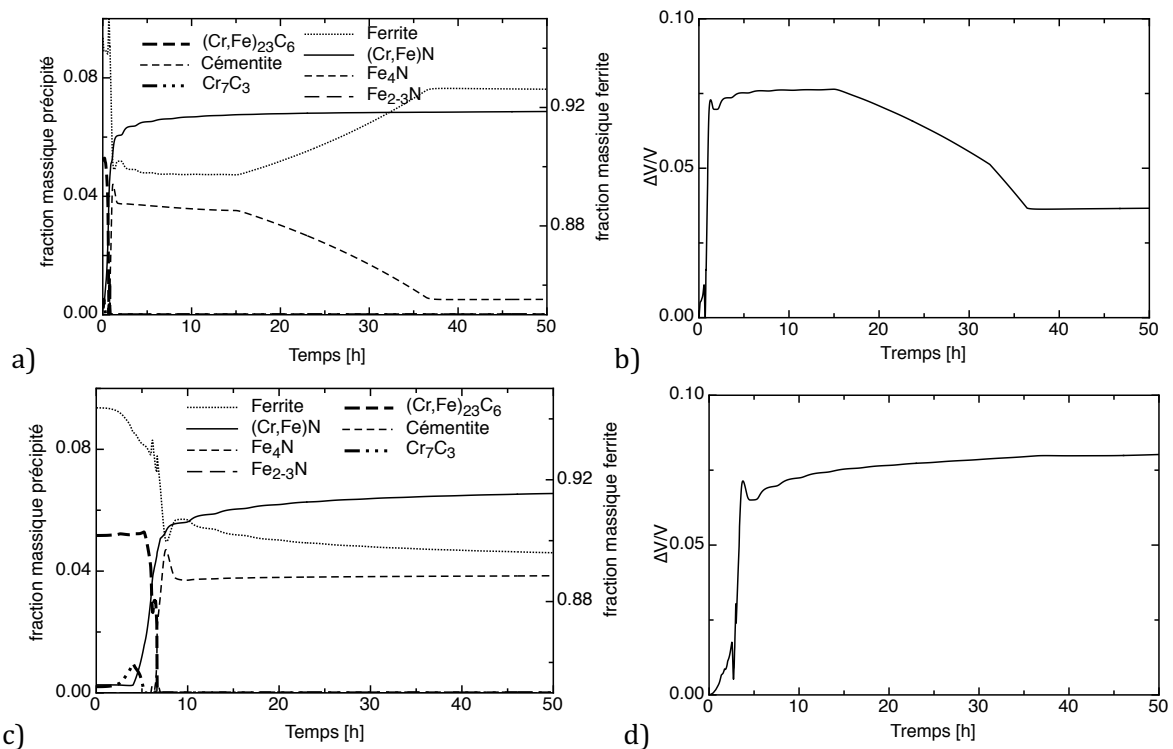 (Cr,Fe)23C6
Cémentite
Cr7C3
Ferrite
(Cr,Fe)N
Fe4N
Fe2-3N
fraction massique précipité
0.08
0.04
0.00
fraction massique ferrite
0.92
0.88
0 10 20 30 40 50
Temps [h]
a)
ΔV/V
0.10
0.05
0.00
0 10 20 30 40 50
Tremps [h]
b)
Ferrite
(Cr,Fe)N
Fe4N
Fe2-3N
(Cr,Fe)23C6
Cémentite
Cr7C3
fraction massique précipité
0.08
0.04
0.00
fraction massique ferrite
0.92
0.88
0 10 20 30 40 50
Temps [h]
c)
ΔV/V
0.10
0.05
0.00
0 10 20 30 40 50
Tremps [h]
d)